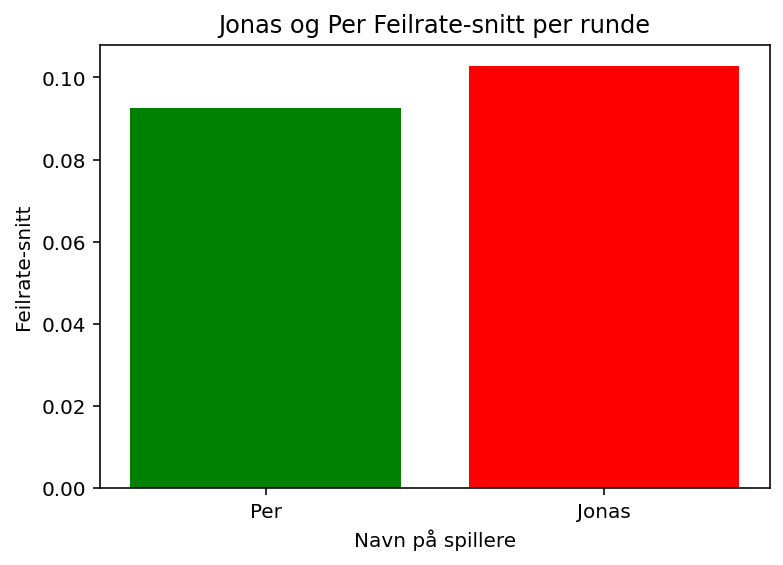 Jonas og Per Feilrate-snitt per runde
Feilrate-snitt
0.10
0.08
0.06
0.04
0.02
0.00
Per
Jonas
Navn på spillere